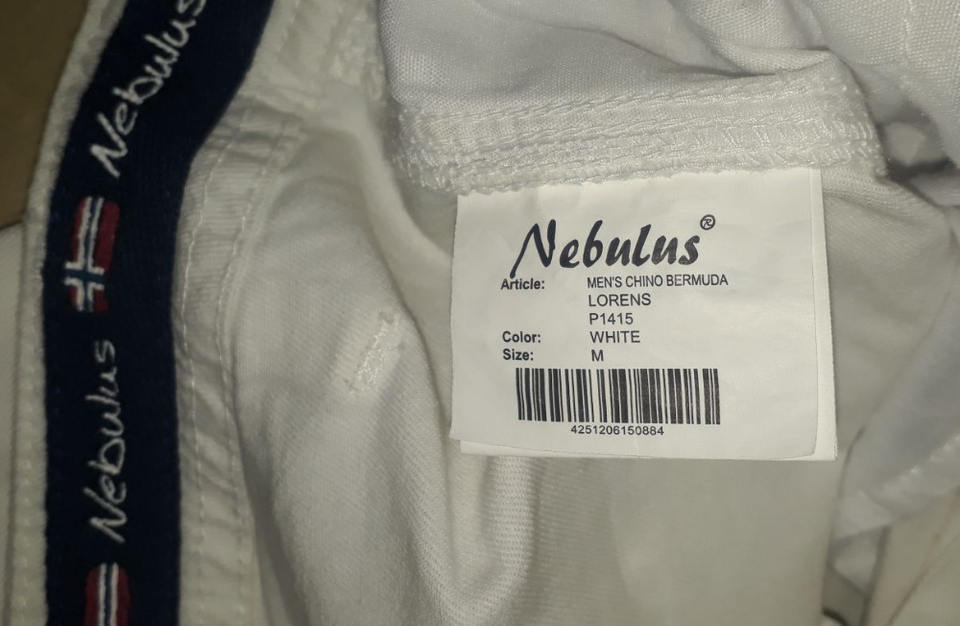 Nebulus
Nebulus
Nebulus®
Article: MEN'S CHINO BERMUDA
LORENS
P1415
Color: WHITE
Size: M
4251206150884